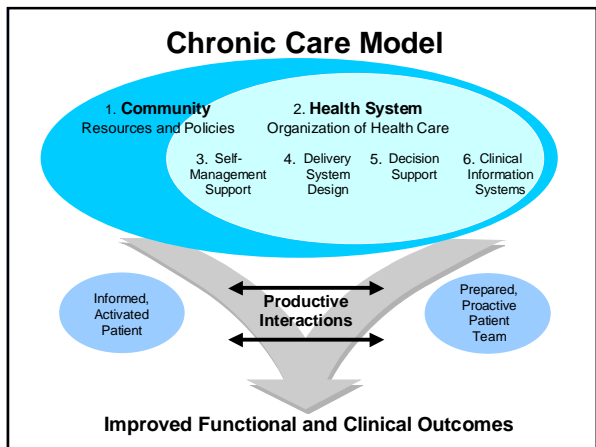 Chronic Care Model
1. Community
Resources and Policies
2. Health System
Organization of Health Care
3. Self-
Management
Support
4. Delivery
System
Design
5. Decision
Support
6. Clinical
Information
Systems
Informed,
Activated
Patient
Productive
Interactions
Prepared,
Proactive
Patient
Team
Improved Functional and Clinical Outcomes